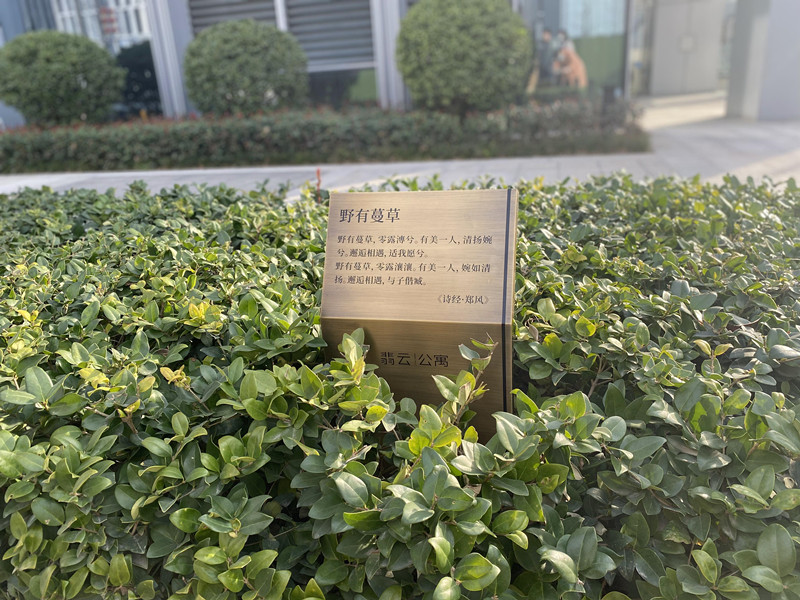 野有蔓草
野有蔓草，零露漙兮。有美一人，清扬婉
兮。邂逅相遇，适我愿兮。
野有蔓草，零露瀼瀼。有美一人，婉如清
扬。邂逅相遇，与子偕臧。
《诗经·郑风》
翡云|公寓